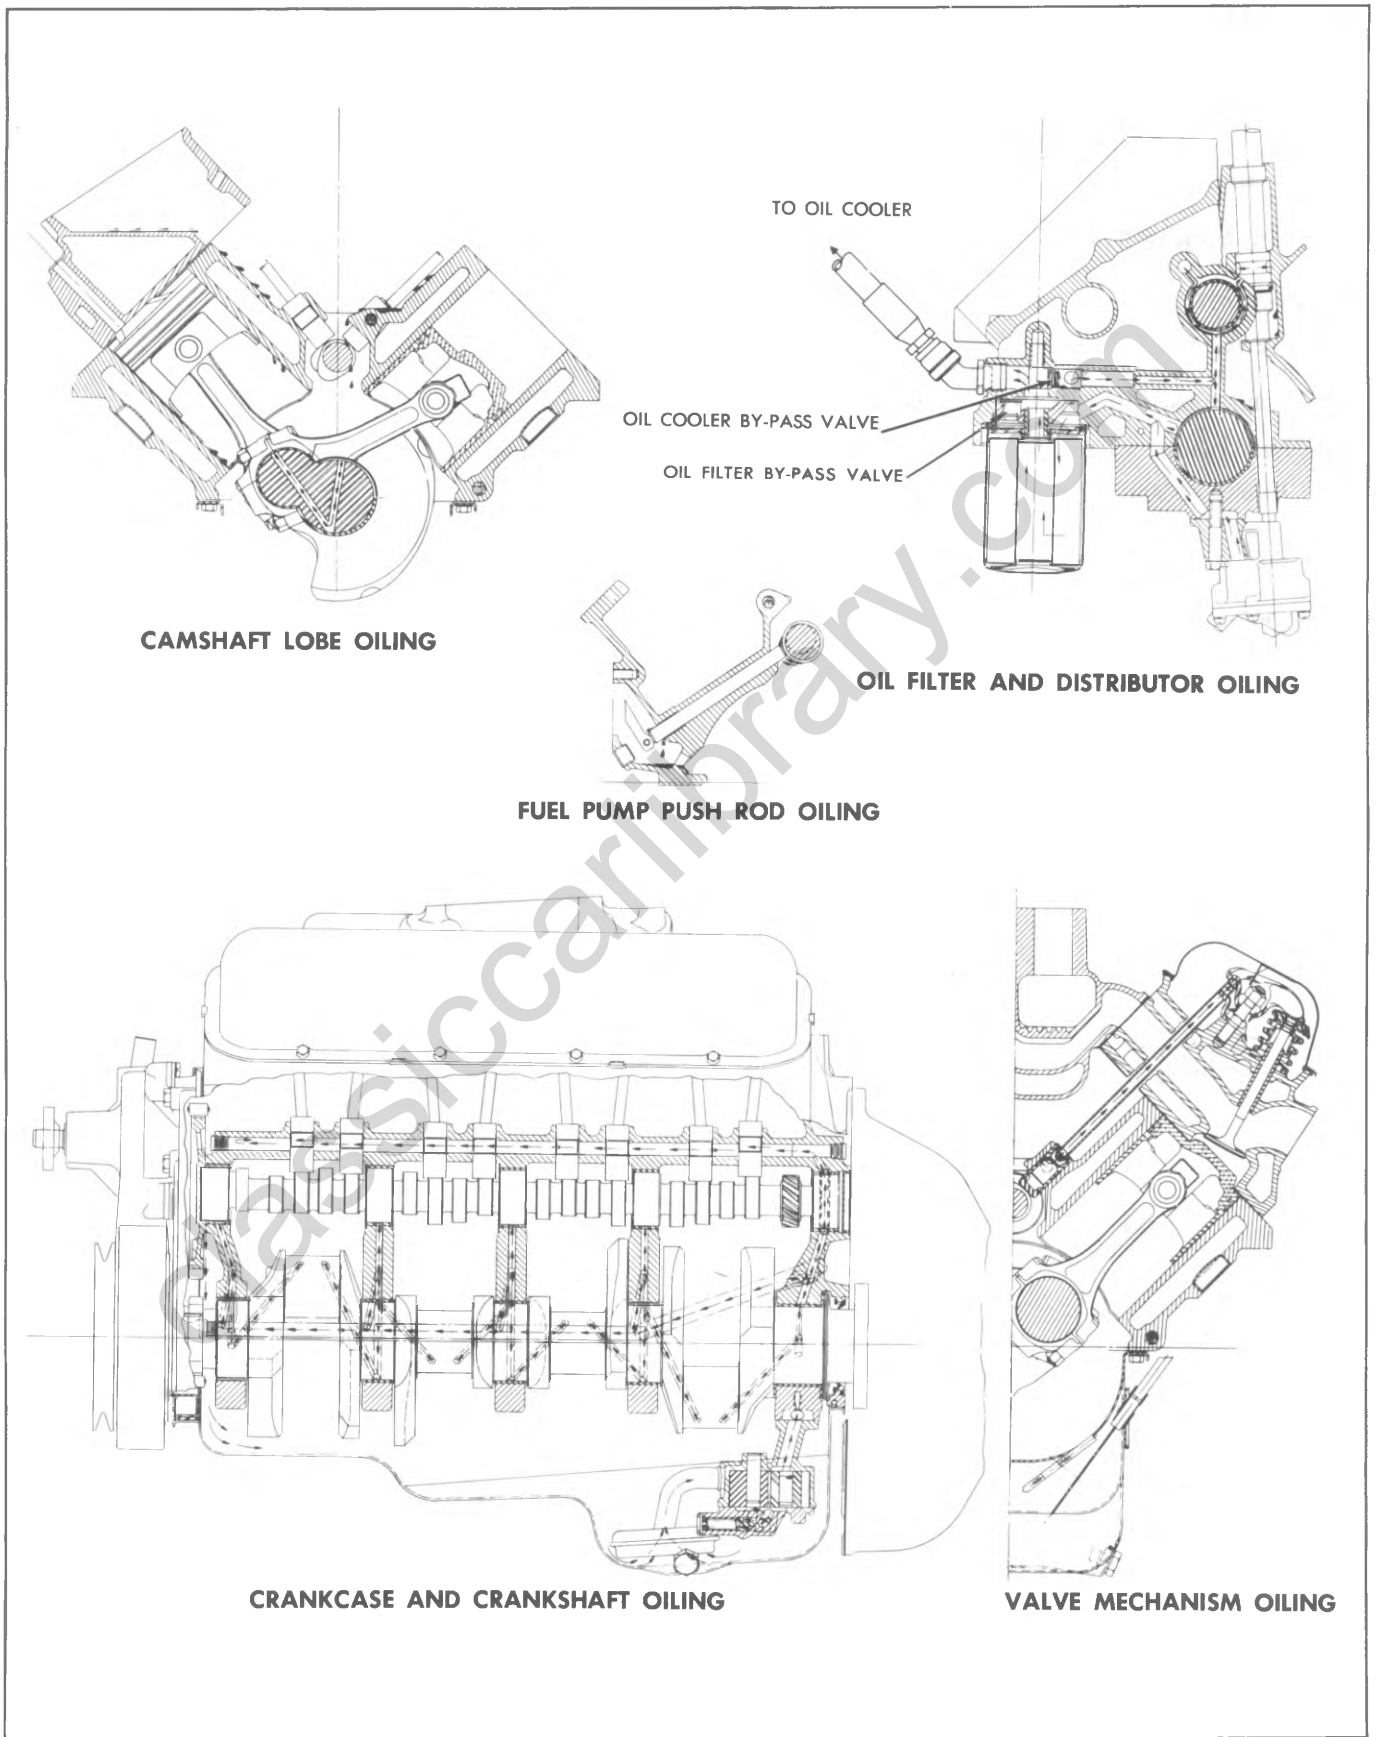 TO OIL COOLER
OIL COOLER BY-PASS VALVE
OIL FILTER BY-PASS VALVE
CAMSHAFT LOBE OILING
OIL FILTER AND DISTRIBUTOR OILING
FUEL PUMP PUSH ROD OILING
CRANKCASE AND CRANKSHAFT OILING
VALVE MECHANISM OILING
classiccarlibrary.com